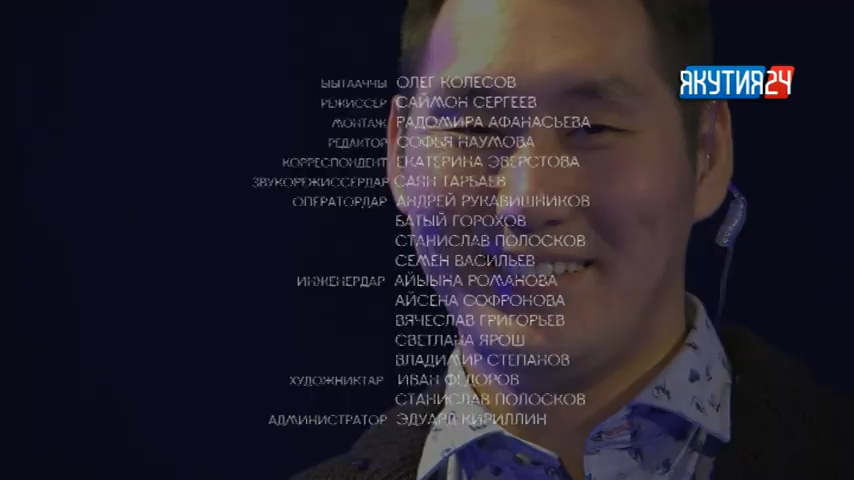 ЯКУТИЯ24
ЫЫТААЧЧЫ ОЛЕГ КОЛЕСОВ
РЕЖИССЕР САЙМОН СЕРГЕЕВ
МОНТАЖ РАДОМИРА АФАНАСЬЕВА
РЕДАКТОР СОФЬЯ НАУМОВА
КОРРЕСПОНДЕНТ ЕКАТЕРИНА ЭВЕРСТОВА
ЗВУКОРЕЖИССЕРДАР САЯН ТАРБАЕВ
ОПЕРАТОРДАР АНДРЕЙ РУКАВИШНИКОВ
БАТЫЙ ГОРОХОВ
СТАНИСЛАВ ПОЛОСКОВ
СЕМЕН ВАСИЛЬЕВ
ИНЖЕНЕРДАР АЙЫЫНА РОМАНОВА
АЙСЕНА СОФРОНОВА
ВЯЧЕСЛАВ ГРИГОРЬЕВ
СВЕТЛАНА ЯРОШ
ВЛАДИМИР СТЕПАНОВ
ХУДОЖНИКТАР ИВАН ФЕДОРОВ
СТАНИСЛАВ ПОЛОСКОВ
АДМИНИСТРАТОР ЭДУАРД КИРИЛЛИН